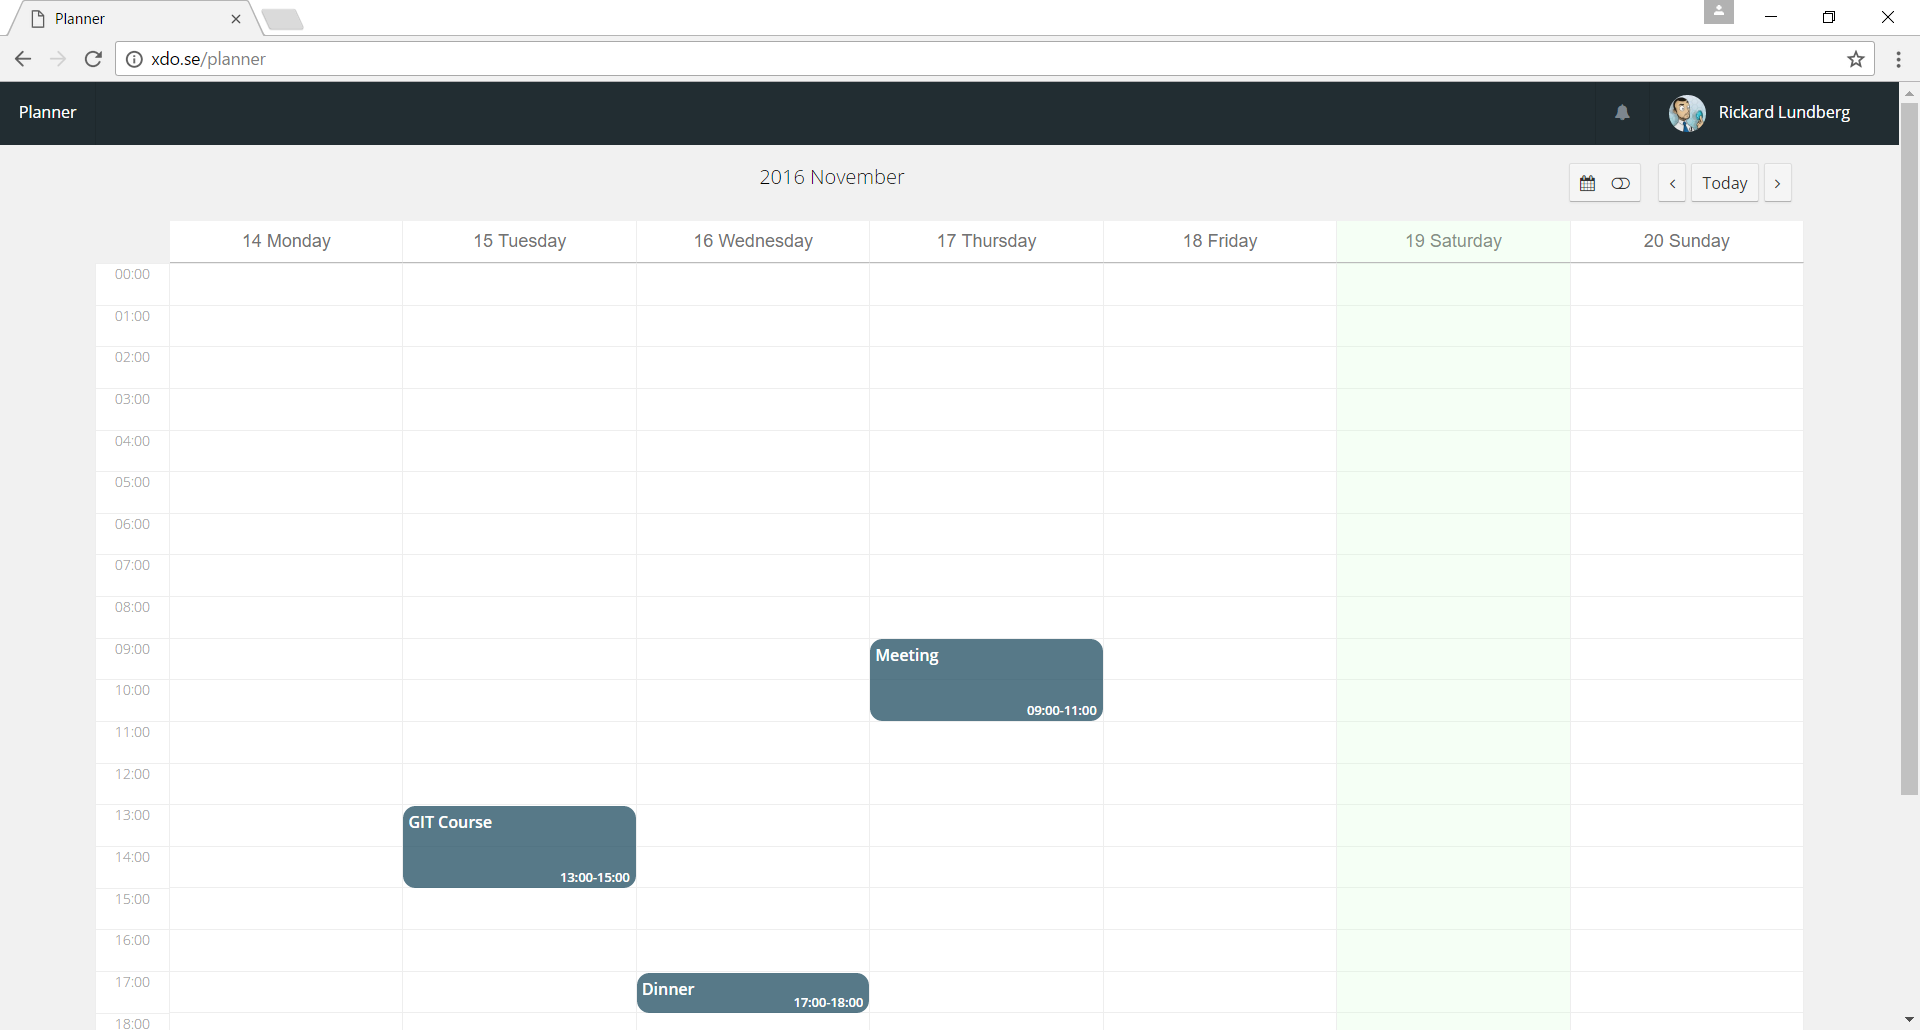 Planner
xdo.se/planner
Planner
Rickard Lundberg
2016 November
Today
14 Monday
15 Tuesday
16 Wednesday
17 Thursday
18 Friday
19 Saturday
20 Sunday
00:00
01:00
02:00
03:00
04:00
05:00
06:00
07:00
08:00
09:00
Meeting
10:00
09:00-11:00
11:00
12:00
13:00
GIT Course
14:00
13:00-15:00
15:00
16:00
17:00
Dinner
17:00-18:00
18:00